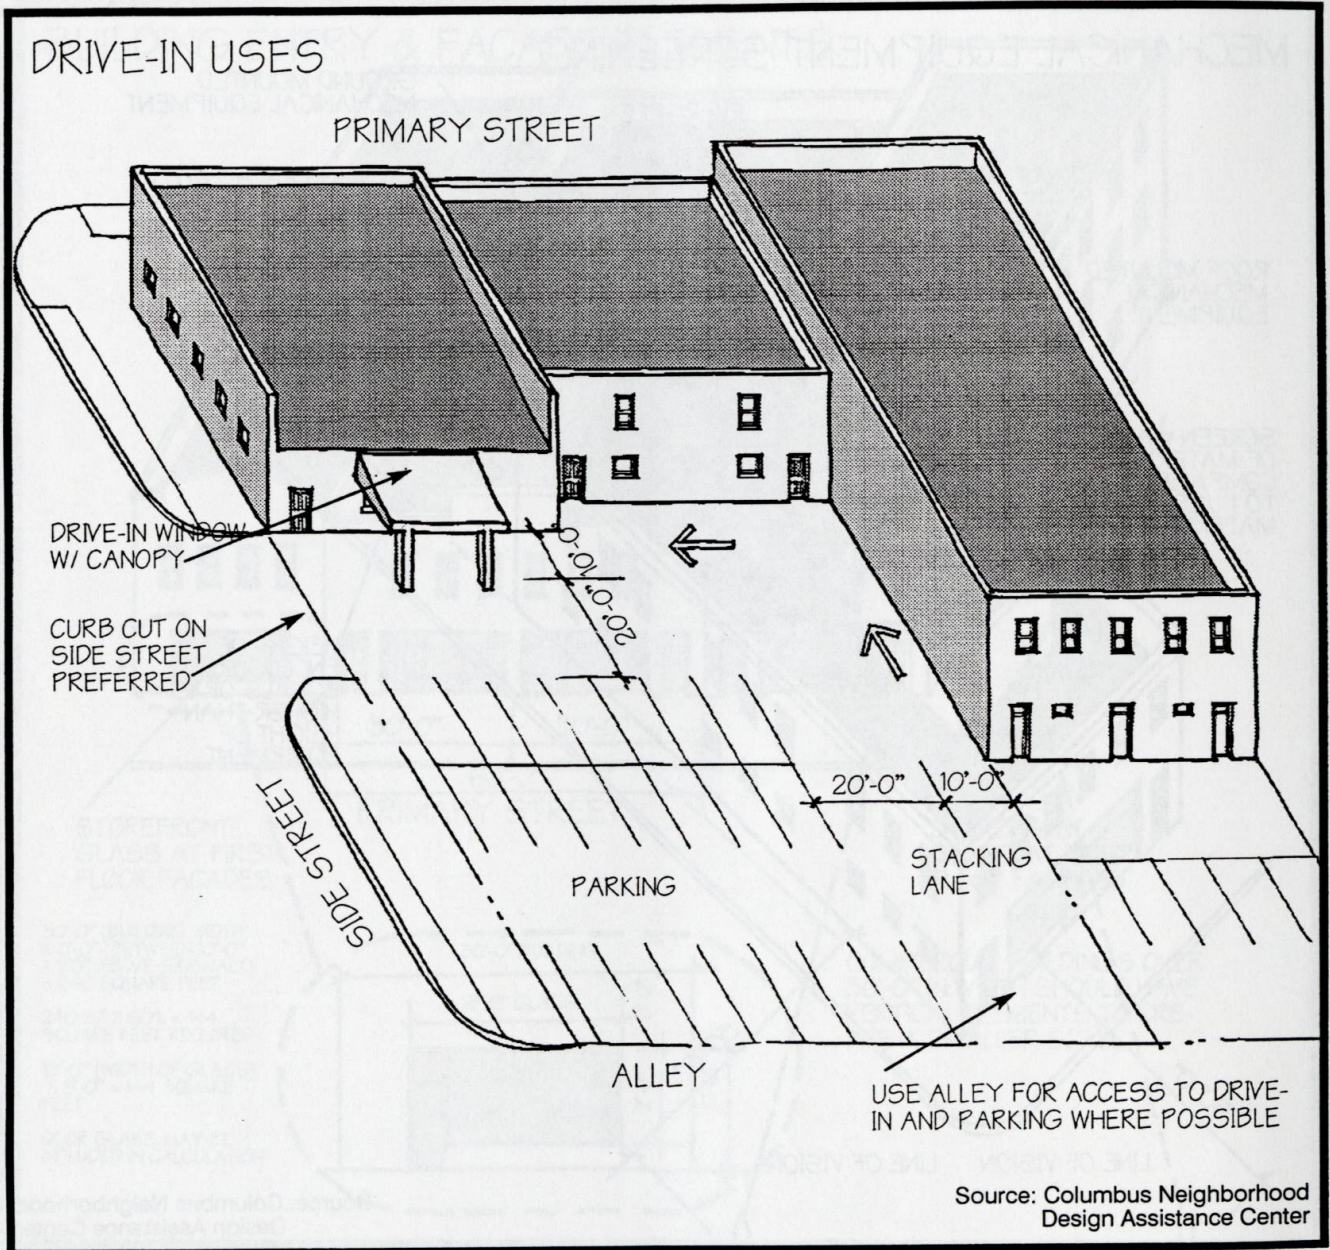 DRIVE-IN USES
PRIMARY STREET
DRIVE-IN WINDOW
W/ CANOPY
10'-0"
20'-0"
CURB CUT ON
SIDE STREET
PREFERRED
SIDE STREET
20'-0"
10'-0"
STACKING
LANE
PARKING
ALLEY
USE ALLEY FOR ACCESS TO DRIVE-
IN AND PARKING WHERE POSSIBLE
Source: Columbus Neighborhood
Design Assistance Center